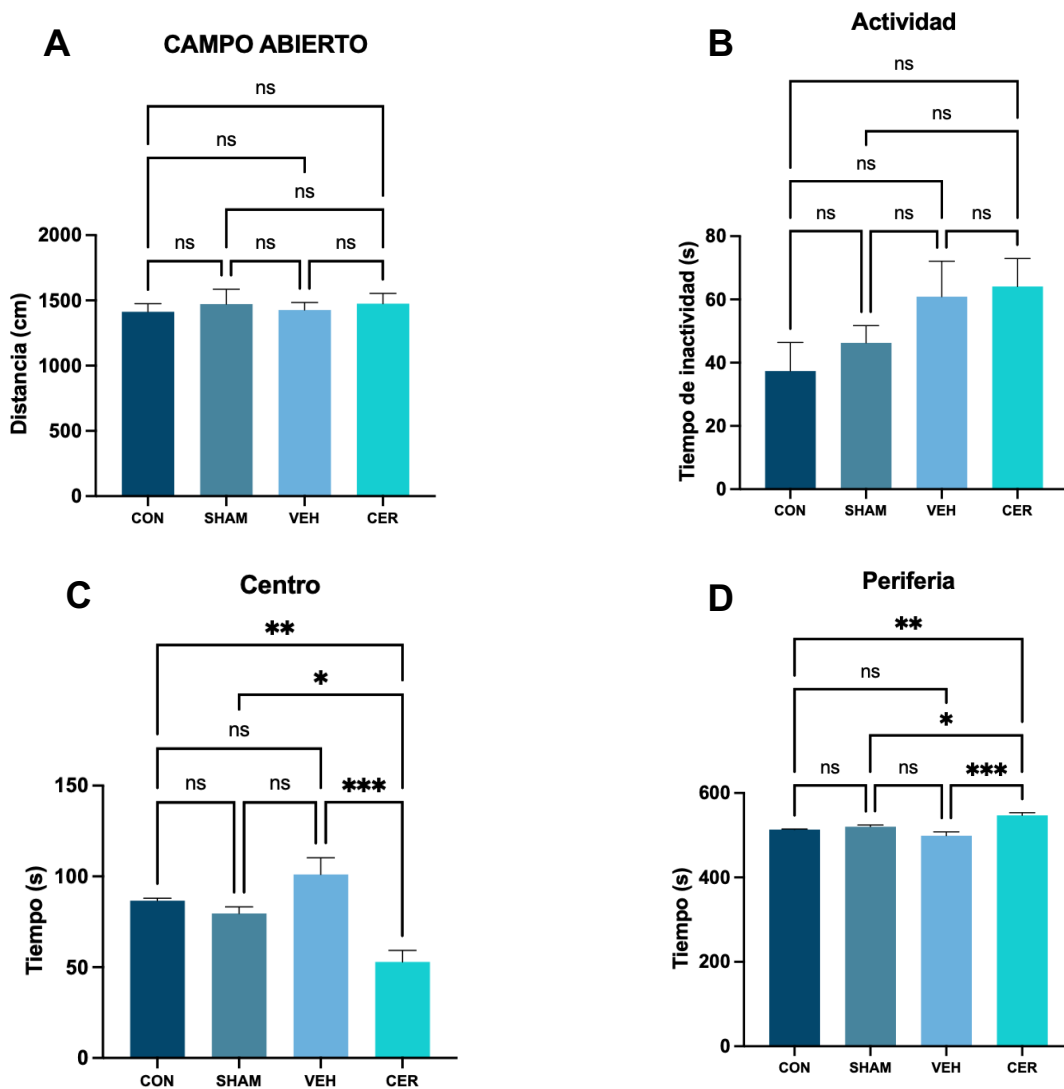 A
CAMPO ABIERTO
ns
ns
ns
ns ns ns
2000
1500
1000
500
0
Distancia (cm)
CON SHAM VEH CER
B
Actividad
ns
ns
ns
ns ns ns
80
60
40
20
0
Tiempo de inactividad (s)
CON SHAM VEH CER
C
Centro
**
*
ns
ns ns ***
150
100
50
0
Tiempo (s)
CON SHAM VEH CER
D
Periferia
**
ns
*
ns ns ***
600
400
200
0
Tiempo (s)
CON SHAM VEH CER